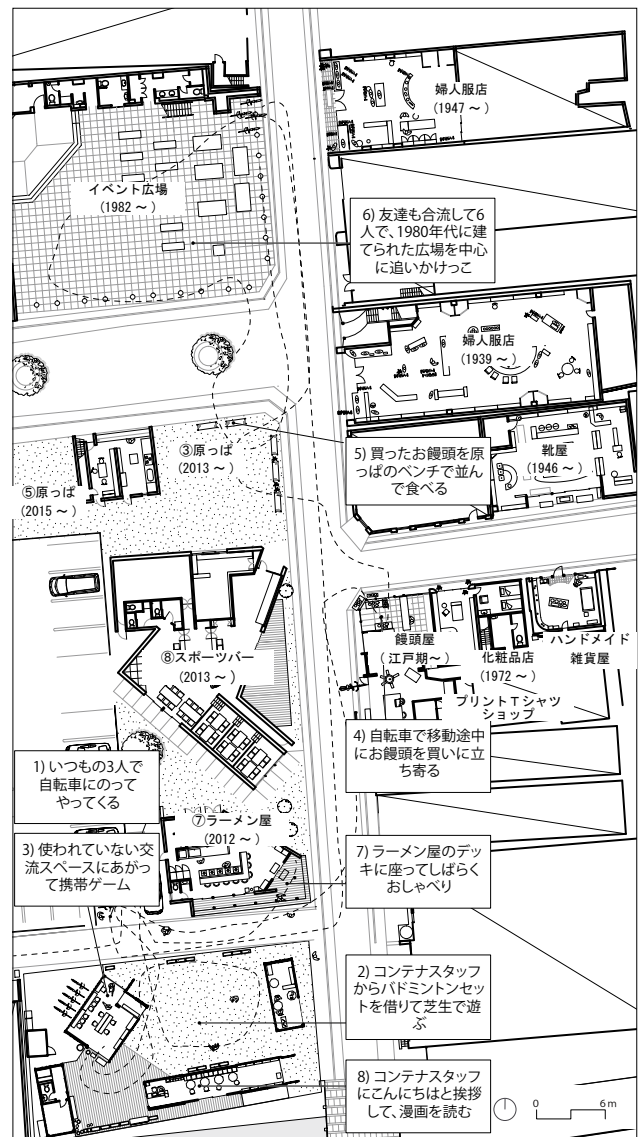 婦人服店
(1947 ~)
イベント広場
(1982 ~)
6) 友達も合流して6
人で、1980年代に建
てられた広場を中心
に追いかけっこ
婦人服店
(1939 ~)
③原っぱ
(2013 ~)
5) 買ったお饅頭を原
っぱのベンチで並ん
で食べる
靴屋
(1946 ~)
⑤原っぱ
(2015 ~)
饅頭屋
(江戸期~)
化粧品店
(1972 ~)
ハンドメイド
雑貨屋
プリントTシャツ
ショップ
⑧スポーツバー
(2013 ~)
4) 自転車で移動途中
にお饅頭を買いに立
ち寄る
1) いつもの3人で
自転車にのって
やってくる
⑦ラーメン屋
(2012 ~)
3) 使われていない交
流スペースにあがっ
て携帯ゲーム
7) ラーメン屋のデッ
キに座ってしばらく
おしゃべり
2) コンテナスタッフ
からバドミントンセッ
トを借りて芝生で遊
ぶ
8) コンテナスタッフ
にこんにちはと挨拶
して、漫画を読む
0 6m